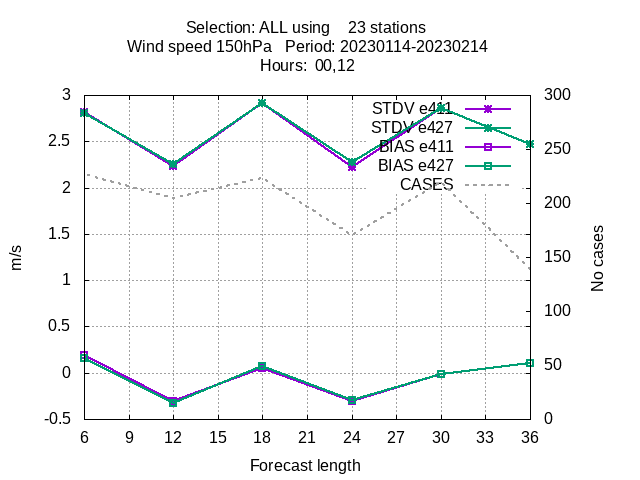 Selection: ALL using 23 stations
Wind speed 150hPa Period: 20230114-20230214
Hours: 00,12
3
2.5
2
1.5
1
0.5
0
-0.5
m/s
STDV e411
STDV e427
BIAS e411
BIAS e427
CASES
300
250
200
150
100
50
0
No cases
6 9 12 15 18 21 24 27 30 33 36
Forecast length